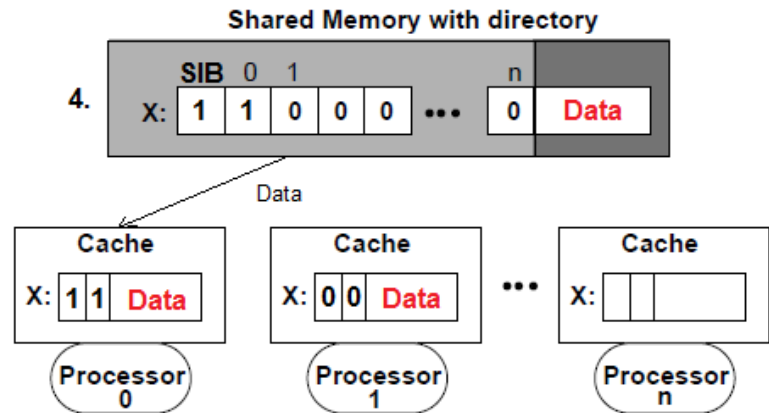 Shared Memory with directory
SIB 0 1 n
4. X: 1 1 0 0 0 ••• 0 Data
Data
Cache Cache Cache
X: 1 1 Data X: 0 0 Data ••• X:
Processor 0 Processor 1 Processor n